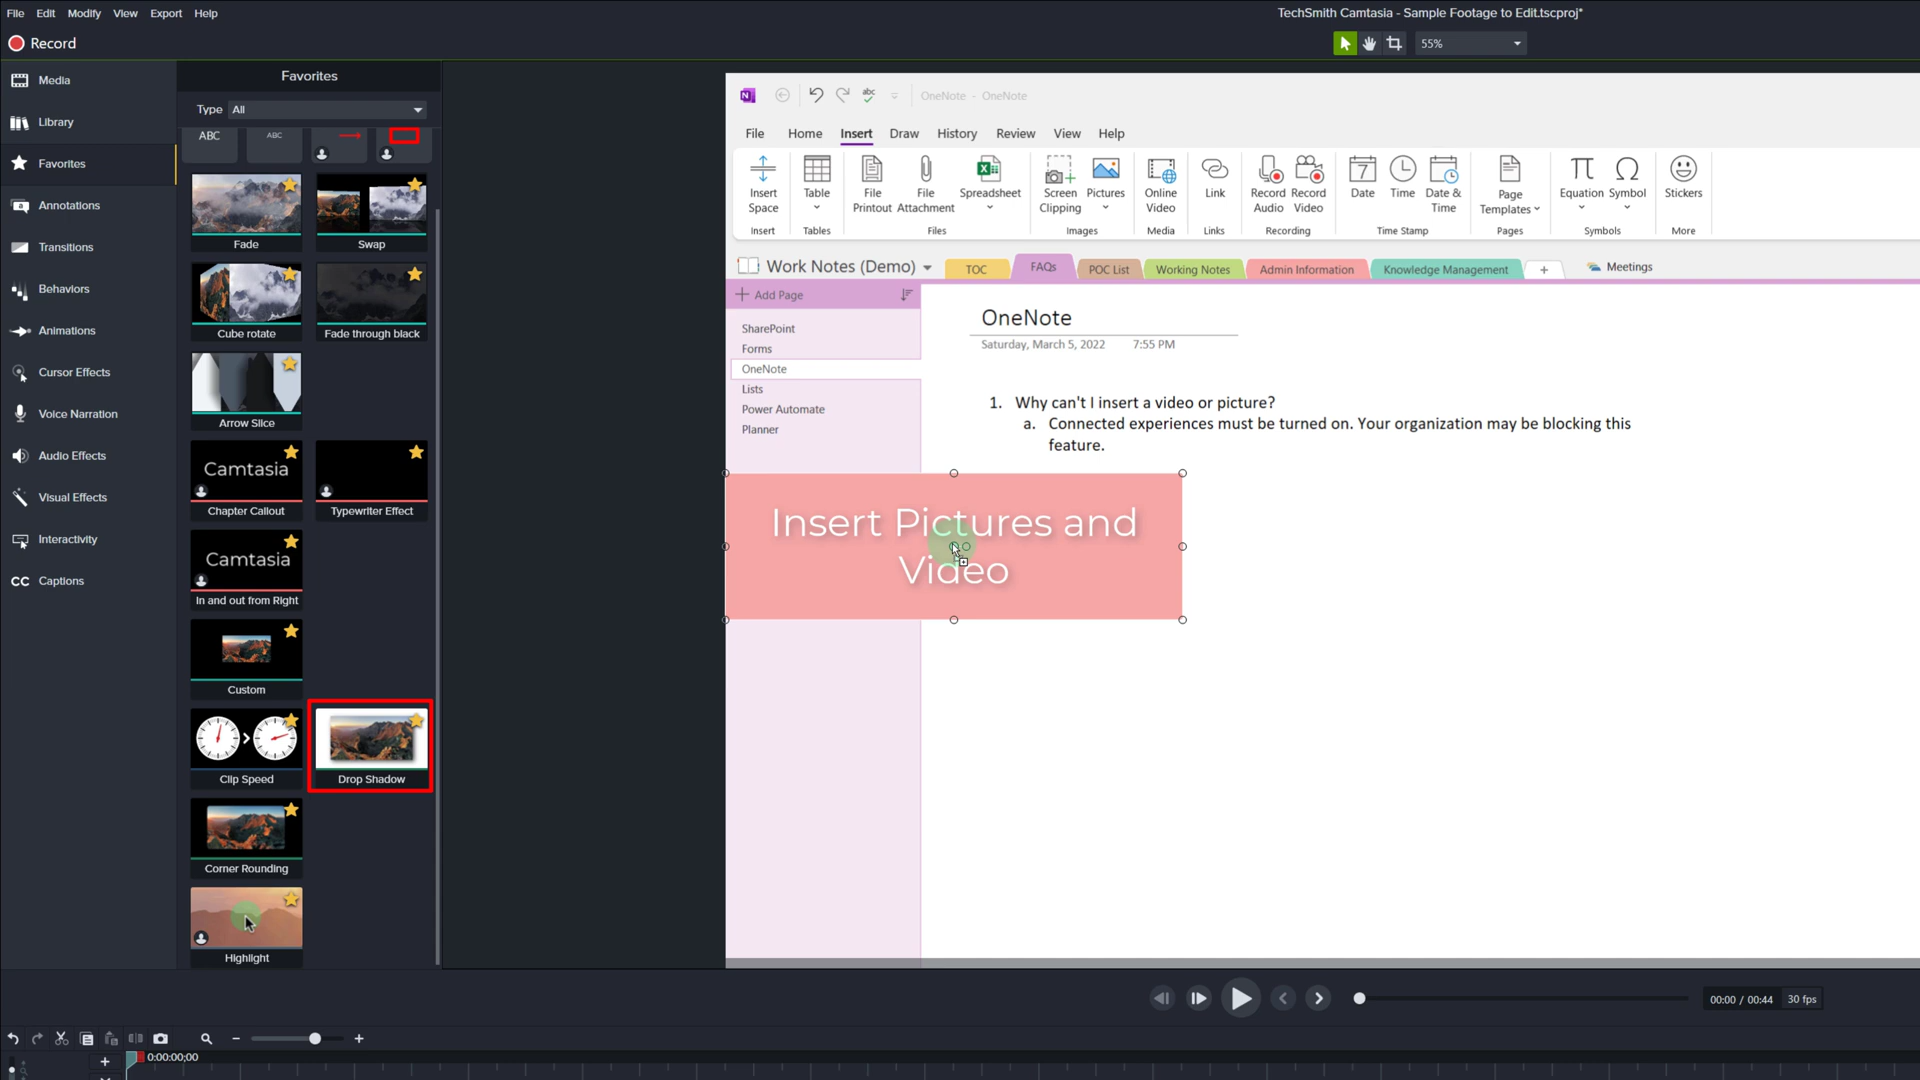 File Edit Modify View Export Help
TechSmith Camtasia - Sample Footage to Edit.tscproj*
Record
55%
Media
Library
Favorites
Annotations
Transitions
Behaviors
Animations
Cursor Effects
Voice Narration
Audio Effects
Visual Effects
Interactivity
CC Captions
Favorites
Type All
ABC ABC
Fade Swap
Cube rotate Fade through black
Arrow Slice
Camtasia
Chapter Callout Typewriter Effect
Camtasia
In and out from Right
Custom
Clip Speed Drop Shadow
Corner Rounding
Highlight
N abc OneNote - OneNote
File Home Insert Draw History Review View Help
Insert Space
Table
File Printout
File Attachment
Spreadsheet
Screen Clipping
Pictures
Online Video
Link
Record Audio
Record Video
7
Date
Time
Date & Time
Page Templates
Equation
Symbol
Stickers
Insert Tables Files Images Media Links Recording Time Stamp Pages Symbols More
Work Notes (Demo) TOC FAQs POC List Working Notes Admin Information Knowledge Management + Meetings
Add Page
SharePoint
Forms
OneNote
Lists
Power Automate
Planner
OneNote
Saturday, March 5, 2022 7:55 PM
1. Why can't I insert a video or picture?
a. Connected experiences must be turned on. Your organization may be blocking this
feature.
Insert Pictures and
Video
00:00 / 00:44 30 fps
0:00:00;00